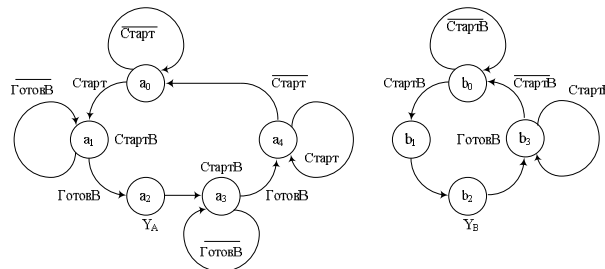 Старт
СтартВ
a0
b0
Старт
Старт
СтартВ
СтартВ
ГотовВ
a1
СтартВ
a4
b1
ГотовВ
b3
СтартВ
СтартВ
Старт
ГотовВ
a2
a3
ГотовВ
b2
YA
YB
ГотовВ